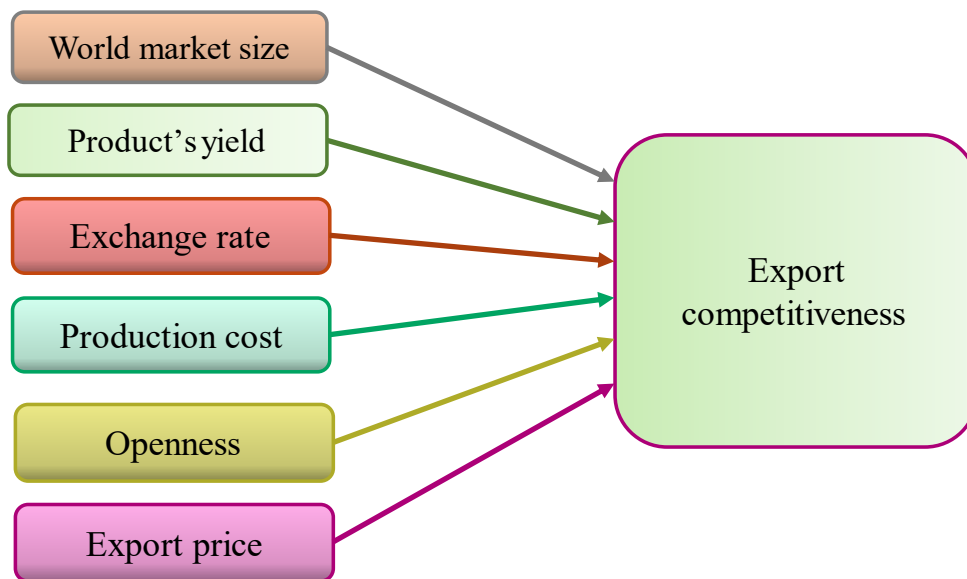 World market size
Product's yield
Exchange rate
Production cost
Openness
Export price
Export
competitiveness